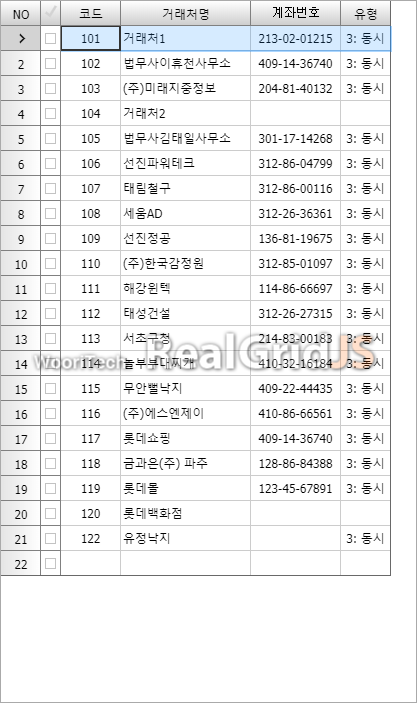 NO 코드 거래처명 계좌번호 유형
101 거래처1 213-02-01215 3: 동시
2 102 법무사이휴천사무소 409-14-36740 3: 동시
3 103 (주)미래지중정보 204-81-40132 3: 동시
4 104 거래처2
5 105 법무사김태일사무소 301-17-14268 3: 동시
6 106 선진파워테크 312-86-04799 3: 동시
7 107 태림철구 312-86-00116 3: 동시
8 108 세움AD 312-26-36361 3: 동시
9 109 선진정공 136-81-19675 3: 동시
10 110 (주)한국감정원 312-85-01097 3: 동시
11 111 해강윈텍 114-86-66697 3: 동시
12 112 태성건설 312-26-27315 3: 동시
13 113 서초구청 214-83-00183 3: 동시
WooriTech RealGridJS
14 114 놀부부대찌개 410-32-16184 3: 동시
15 115 무안뻘낙지 409-22-44435 3: 동시
16 116 (주)에스엔제이 410-86-66561 3: 동시
17 117 롯데쇼핑 409-14-36740 3: 동시
18 118 금과은(주) 파주 128-86-84388 3: 동시
19 119 롯데몰 123-45-67891 3: 동시
20 120 롯데백화점
21 122 유정낙지 3: 동시
22